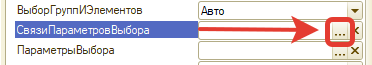 ВыборГруппИЭлементов Авто
СвязиПараметровВыбора ...
ПараметрыВыбора ...